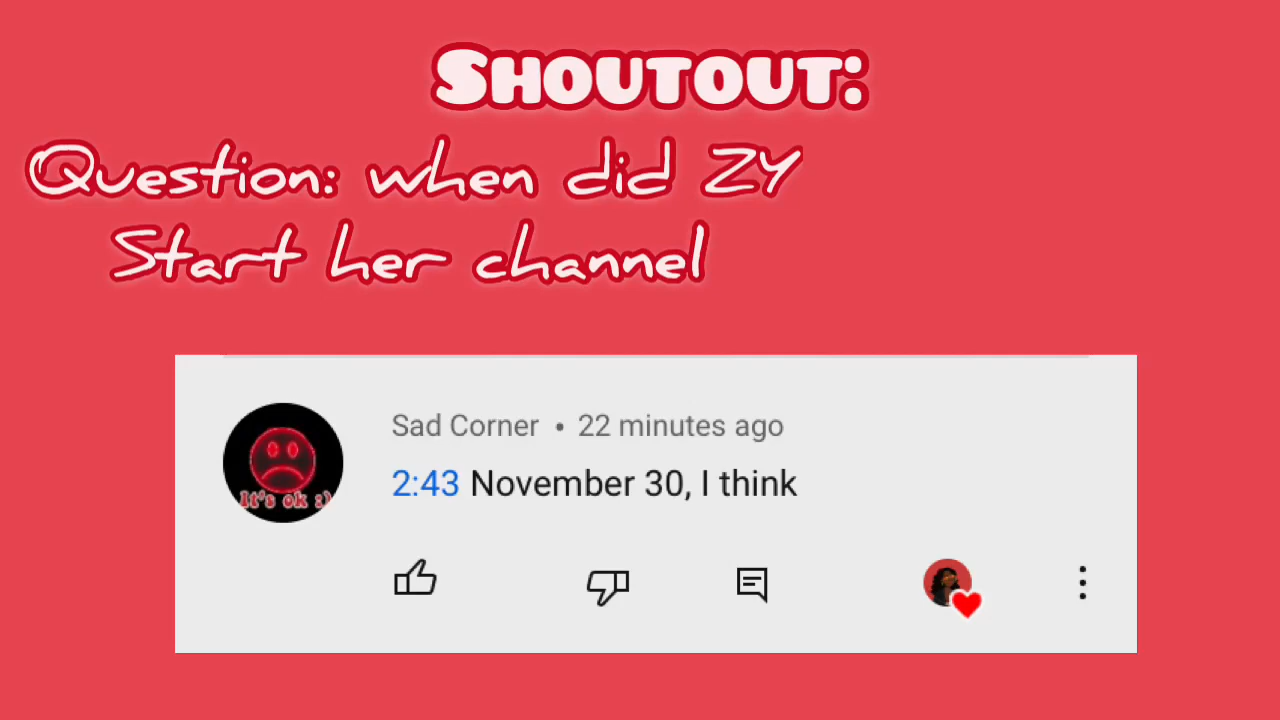 SHOUTOUT:
Question: when did ZY
Start her channel
Sad Corner • 22 minutes ago
2:43 November 30, I think
It's ok :)